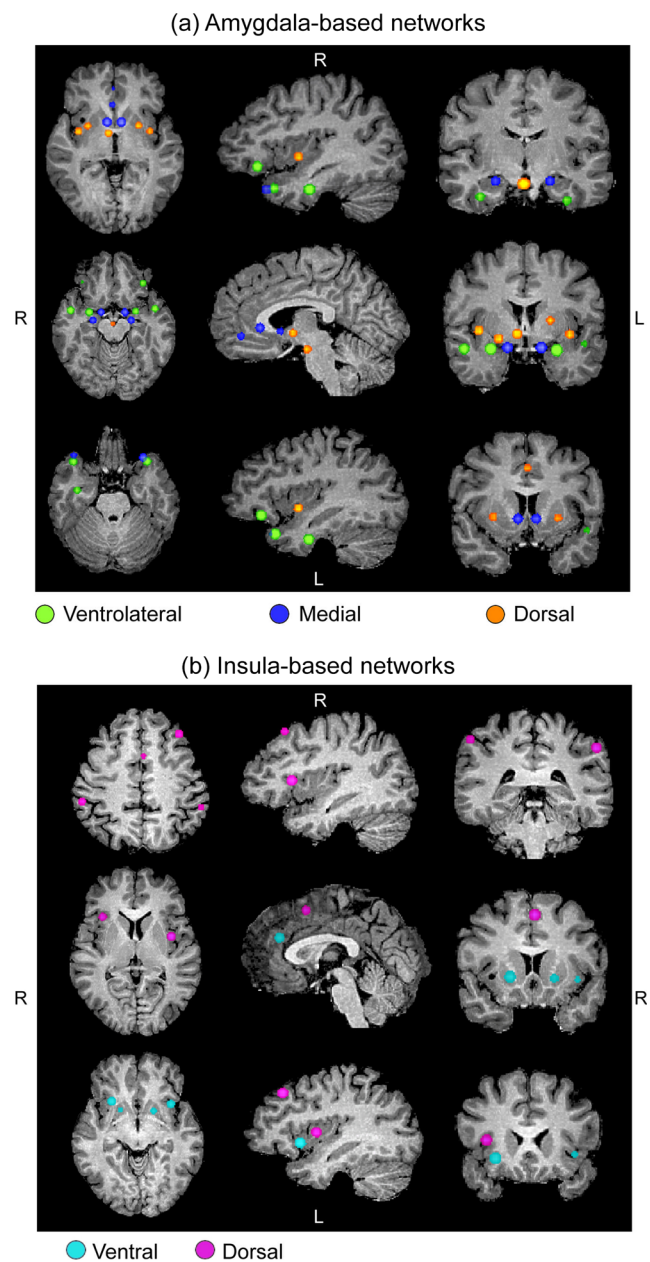 (a) Amygdala-based networks
R
R
L
L
Ventrolateral
Medial
Dorsal
(b) Insula-based networks
R
R
R
L
Ventral
Dorsal